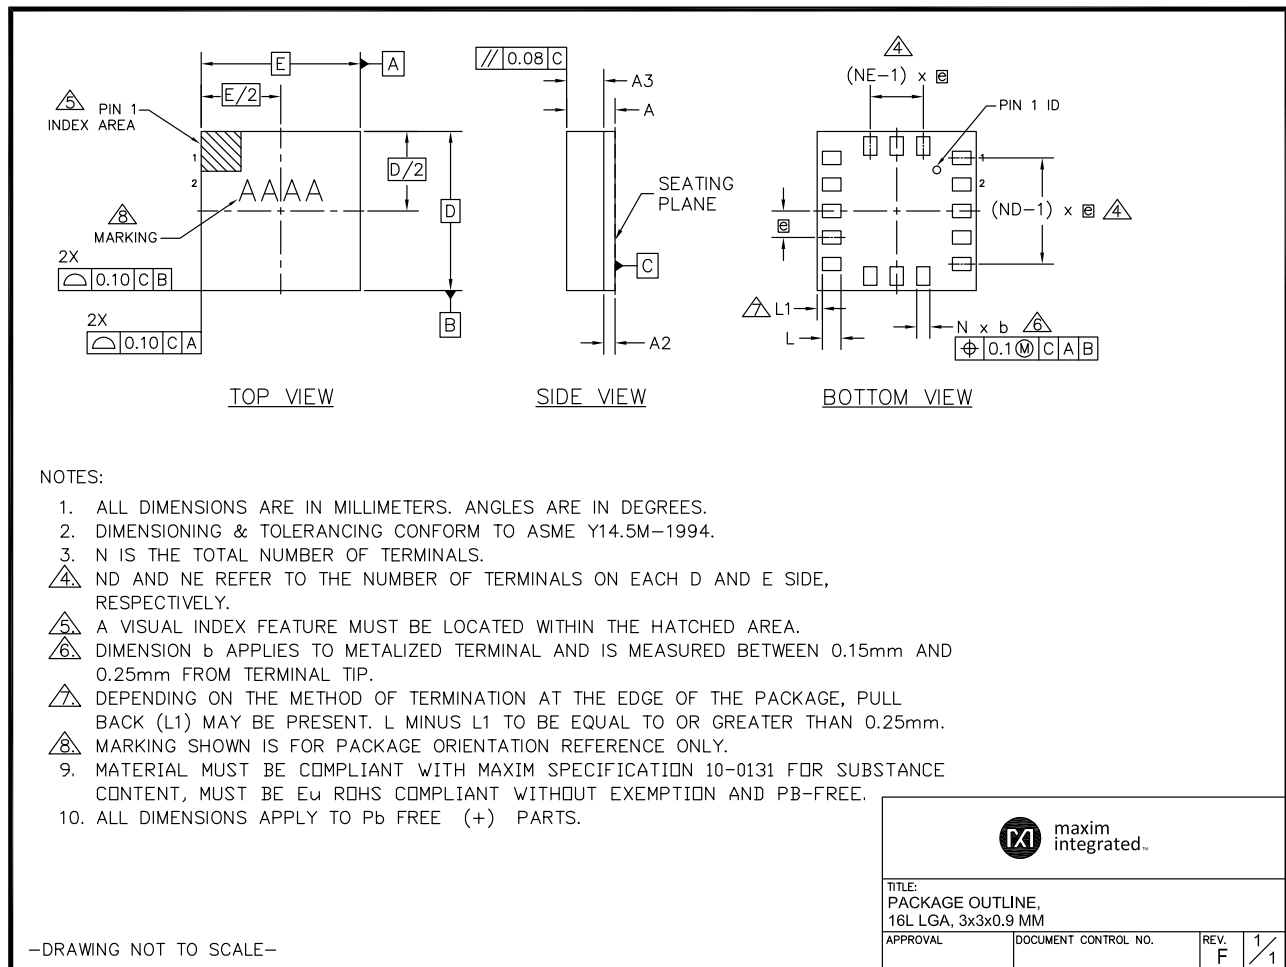 E
A
E/2
5
PIN 1
INDEX AREA
1
2
D/2
AAAA
D
8
MARKING
2X
0.10 C B
B
2X
0.10 C A
TOP VIEW
// 0.08 C
A3
A
SEATING
PLANE
C
A2
SIDE VIEW
4
(NE-1) x e
PIN 1 ID
1
2
(ND-1) x e 4
e
7 L1
L
N x b 6
⌖ 0.1 Ⓜ C A B
BOTTOM VIEW
NOTES:
1. ALL DIMENSIONS ARE IN MILLIMETERS. ANGLES ARE IN DEGREES.
2. DIMENSIONING & TOLERANCING CONFORM TO ASME Y14.5M-1994.
3. N IS THE TOTAL NUMBER OF TERMINALS.
4. ND AND NE REFER TO THE NUMBER OF TERMINALS ON EACH D AND E SIDE,
RESPECTIVELY.
5. A VISUAL INDEX FEATURE MUST BE LOCATED WITHIN THE HATCHED AREA.
6. DIMENSION b APPLIES TO METALIZED TERMINAL AND IS MEASURED BETWEEN 0.15mm AND
0.25mm FROM TERMINAL TIP.
7. DEPENDING ON THE METHOD OF TERMINATION AT THE EDGE OF THE PACKAGE, PULL
BACK (L1) MAY BE PRESENT. L MINUS L1 TO BE EQUAL TO OR GREATER THAN 0.25mm.
8. MARKING SHOWN IS FOR PACKAGE ORIENTATION REFERENCE ONLY.
9. MATERIAL MUST BE COMPLIANT WITH MAXIM SPECIFICATION 10-0131 FOR SUBSTANCE
CONTENT, MUST BE Eu ROHS COMPLIANT WITHOUT EXEMPTION AND PB-FREE.
10. ALL DIMENSIONS APPLY TO Pb FREE (+) PARTS.
-DRAWING NOT TO SCALE-
maxim
integrated™
TITLE:
PACKAGE OUTLINE,
16L LGA, 3x3x0.9 MM
APPROVAL
DOCUMENT CONTROL NO.
REV.
F
1/1